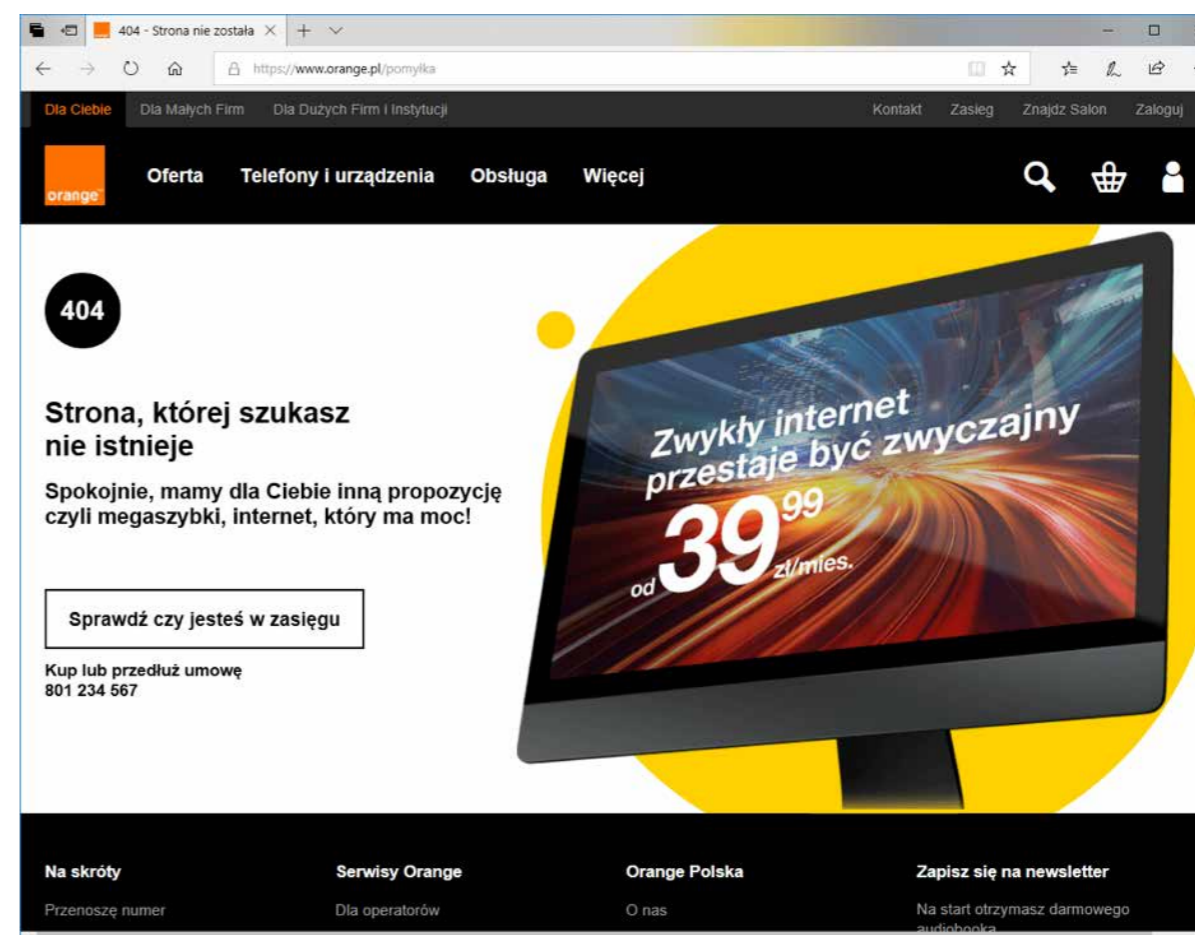 404 - Strona nie została
https://www.orange.pl/pomyłka
Dla Ciebie Dla Małych Firm Dla Dużych Firm i Instytucji Kontakt Zasięg Znajdz Salon Zaloguj
orange™
Oferta Telefony i urządzenia Obsługa Więcej
404
Strona, której szukasz
nie istnieje
Spokojnie, mamy dla Ciebie inną propozycję
czyli megaszybki, internet, który ma moc!
Sprawdź czy jesteś w zasięgu
Kup lub przedłuż umowę
801 234 567
Zwykły internet
przestaje być zwyczajny
od 39 99 zł/mies.
Na skróty Serwisy Orange Orange Polska Zapisz się na newsletter
Przenoszę numer Dla operatorów O nas Na start otrzymasz darmowego
audiobooka